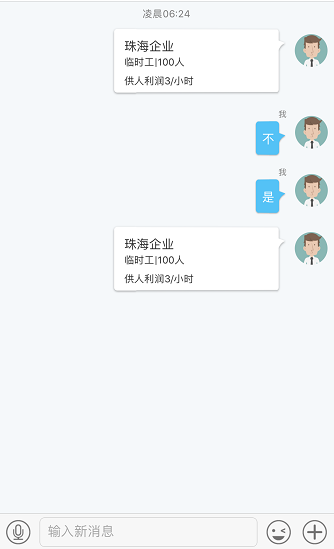 凌晨06:24
珠海企业
临时工|100人
供人利润3/小时
我
不
我
是
珠海企业
临时工|100人
供人利润3/小时
输入新消息